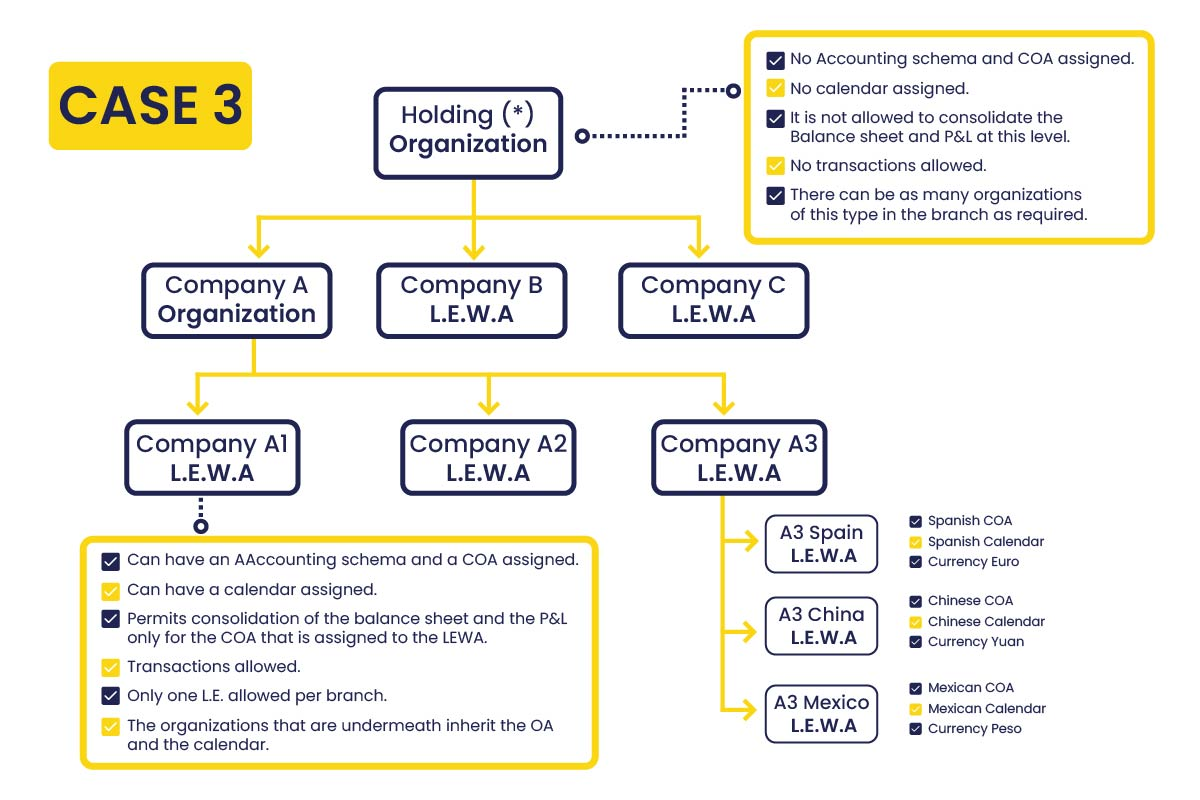 CASE 3
Holding (*)
Organization
No Accounting schema and COA assigned.
No calendar assigned.
It is not allowed to consolidate the
Balance sheet and P&L at this level.
No transactions allowed.
There can be as many organizations
of this type in the branch as required.
Company A
Organization
Company B
L.E.W.A
Company C
L.E.W.A
Company A1
L.E.W.A
Company A2
L.E.W.A
Company A3
L.E.W.A
Can have an AAccounting schema and a COA assigned.
Can have a calendar assigned.
Permits consolidation of the balance sheet and the P&L
only for the COA that is assigned to the LEWA.
Transactions allowed.
Only one L.E. allowed per branch.
The organizations that are undermeath inherit the OA
and the calendar.
A3 Spain
L.E.W.A
Spanish COA
Spanish Calendar
Currency Euro
A3 China
L.E.W.A
Chinese COA
Chinese Calendar
Currency Yuan
A3 Mexico
L.E.W.A
Mexican COA
Mexican Calendar
Currency Peso